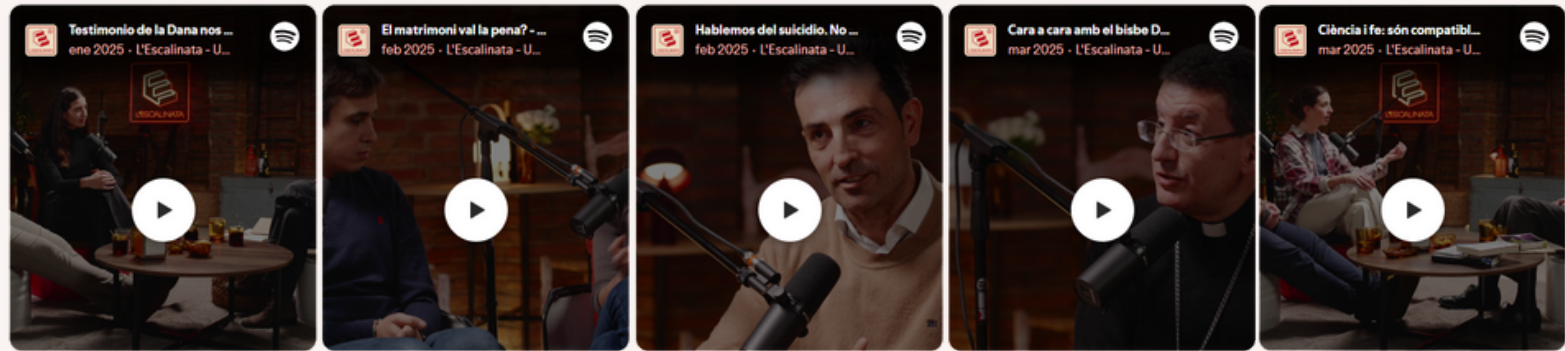 Testimonio de la Dana nos ...
ene 2025 • L'Escalinata - U...
L'ESCALINATA
El matrimoni val la pena? - ...
feb 2025 • L'Escalinata - U...
Hablemos del suicidio. No ...
feb 2025 • L'Escalinata - U...
Cara a cara amb el bisbe D...
mar 2025 • L'Escalinata - U...
Ciència i fe: són compatibl...
mar 2025 • L'Escalinata - U...
L'ESCALINATA